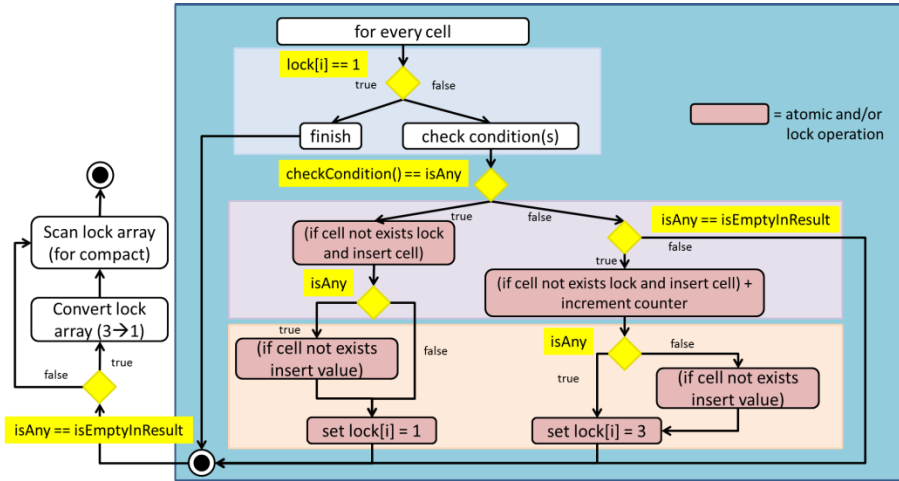 for every cell
lock[i] == 1
true
false
finish
check condition(s)
= atomic and/or
lock operation
checkCondition() == isAny
true
false
isAny == isEmptyInResult
(if cell not exists lock
and insert cell)
false
true
isAny
(if cell not exists lock and insert cell) +
increment counter
true
false
isAny
false
true
(if cell not exists
insert value)
(if cell not exists
insert value)
set lock[i] = 1
set lock[i] = 3
Scan lock array
(for compact)
Convert lock
array (3→1)
false
true
isAny == isEmptyInResult